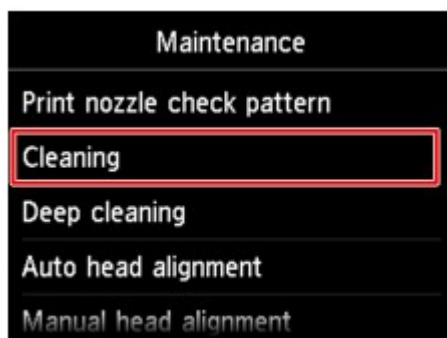 Maintenance
Print nozzle check pattern
Cleaning
Deep cleaning
Auto head alignment
Manual head alignment